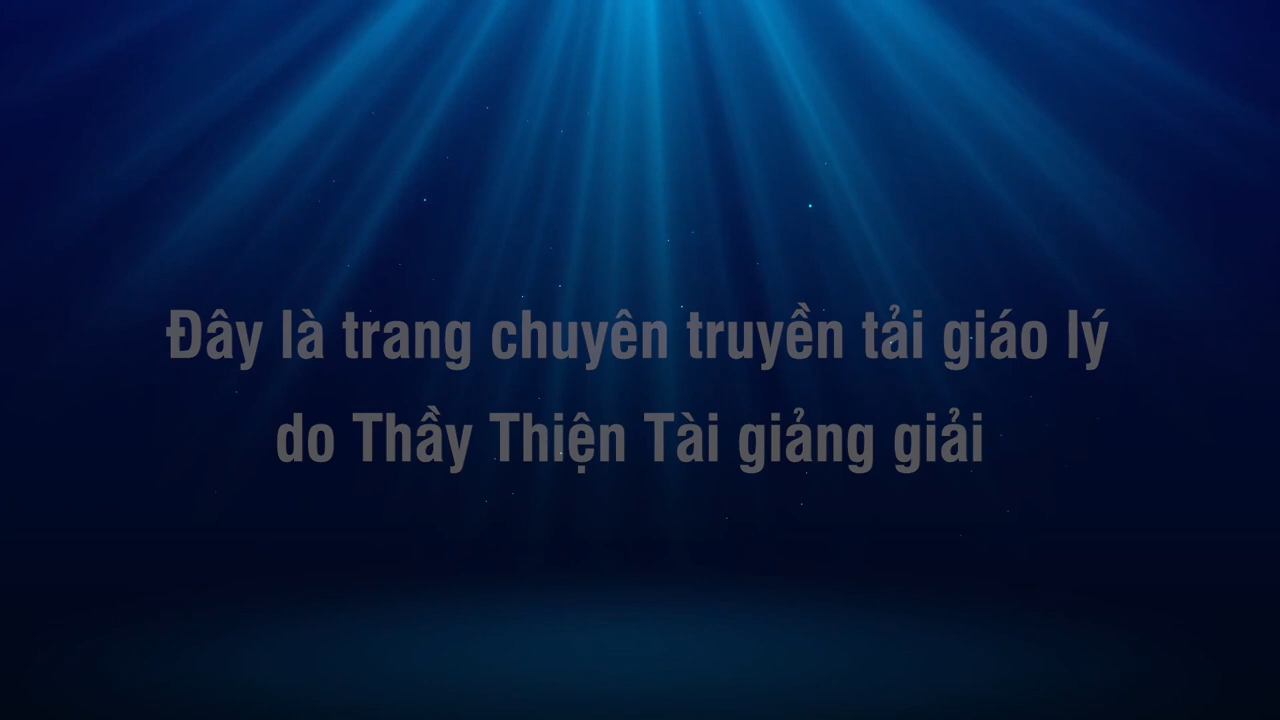 Đây là trang chuyên truyền tải giáo lý
do Thầy Thiện Tài giảng giải